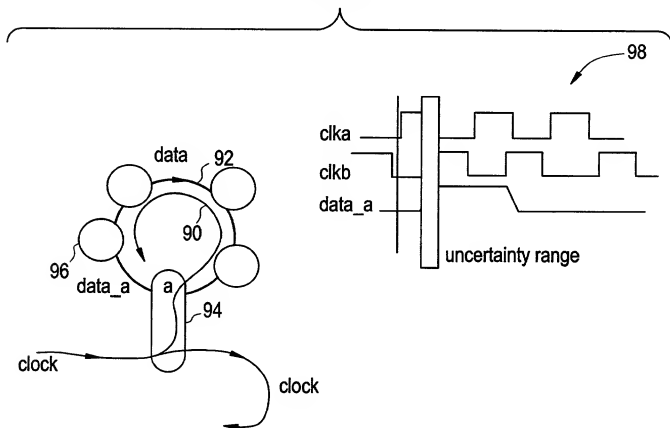 98
clka
data
92
clkb
data_a
90
96
uncertainty range
data_a
a
94
clock
clock